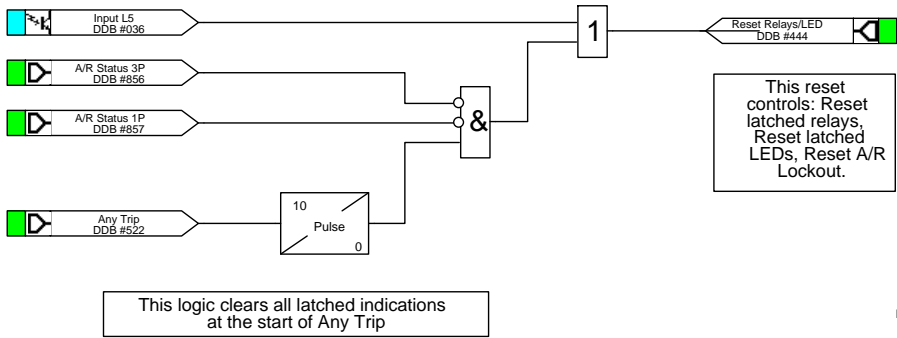 Input L5
DDB #036
1
Reset Relays/LED
DDB #444
A/R Status 3P
DDB #856
A/R Status 1P
DDB #857
&
This reset
controls: Reset
latched relays,
Reset latched
LEDs, Reset A/R
Lockout.
Any Trip
DDB #522
10
Pulse
0
This logic clears all latched indications
at the start of Any Trip